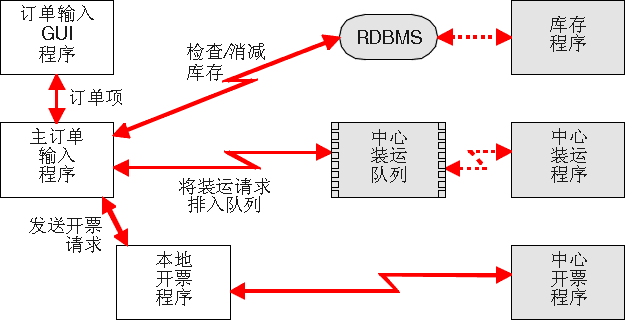 订单输入
GUI
程序
RDBMS
库存
程序
检查/消减
库存
订单项
主订单
输入
程序
中心
装运
队列
中心
装运
程序
将装运请求
排入队列
发送开票
请求
本地
开票
程序
中心
开票
程序